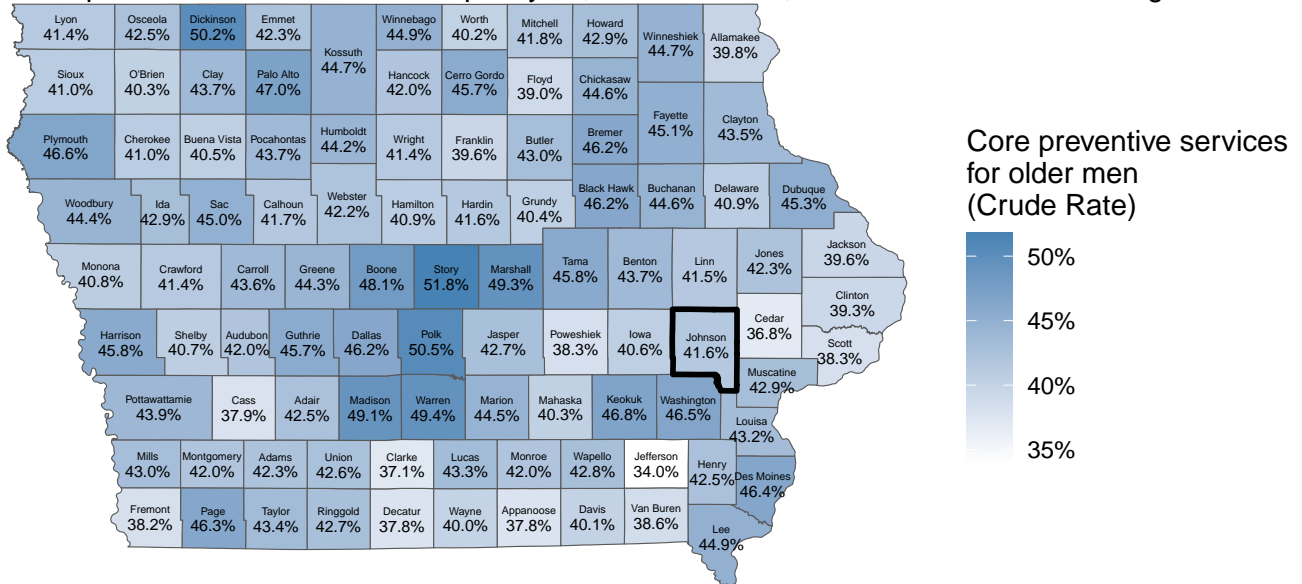 Lyon
41.4%
Osceola
42.5%
Dickinson
50.2%
Emmet
42.3%
Kossuth
44.7%
Winnebago
44.9%
Worth
40.2%
Mitchell
41.8%
Howard
42.9%
Winneshiek
44.7%
Allamakee
39.8%
Sioux
41.0%
O'Brien
40.3%
Clay
43.7%
Palo Alto
47.0%
Hancock
42.0%
Cerro Gordo
45.7%
Floyd
39.0%
Chickasaw
44.6%
Fayette
45.1%
Clayton
43.5%
Plymouth
46.6%
Cherokee
41.0%
Buena Vista
40.5%
Pocahontas
43.7%
Humboldt
44.2%
Wright
41.4%
Franklin
39.6%
Butler
43.0%
Bremer
46.2%
Woodbury
44.4%
Ida
42.9%
Sac
45.0%
Calhoun
41.7%
Webster
42.2%
Hamilton
40.9%
Hardin
41.6%
Grundy
40.4%
Black Hawk
46.2%
Buchanan
44.6%
Delaware
40.9%
Dubuque
45.3%
Monona
40.8%
Crawford
41.4%
Carroll
43.6%
Greene
44.3%
Boone
48.1%
Story
51.8%
Marshall
49.3%
Tama
45.8%
Benton
43.7%
Linn
41.5%
Jones
42.3%
Jackson
39.6%
Clinton
39.3%
Harrison
45.8%
Shelby
40.7%
Audubon
42.0%
Guthrie
45.7%
Dallas
46.2%
Polk
50.5%
Jasper
42.7%
Poweshiek
38.3%
Iowa
40.6%
Johnson
41.6%
Cedar
36.8%
Scott
38.3%
Muscatine
42.9%
Pottawattamie
43.9%
Cass
37.9%
Adair
42.5%
Madison
49.1%
Warren
49.4%
Marion
44.5%
Mahaska
40.3%
Keokuk
46.8%
Washington
46.5%
Louisa
43.2%
Mills
43.0%
Montgomery
42.0%
Adams
42.3%
Union
42.6%
Clarke
37.1%
Lucas
43.3%
Monroe
42.0%
Wapello
42.8%
Jefferson
34.0%
Henry
42.5%
Des Moines
46.4%
Fremont
38.2%
Page
46.3%
Taylor
43.4%
Ringgold
42.7%
Decatur
37.8%
Wayne
40.0%
Appanoose
37.8%
Davis
40.1%
Van Buren
38.6%
Lee
44.9%
Core preventive services
for older men
(Crude Rate)
50%
45%
40%
35%